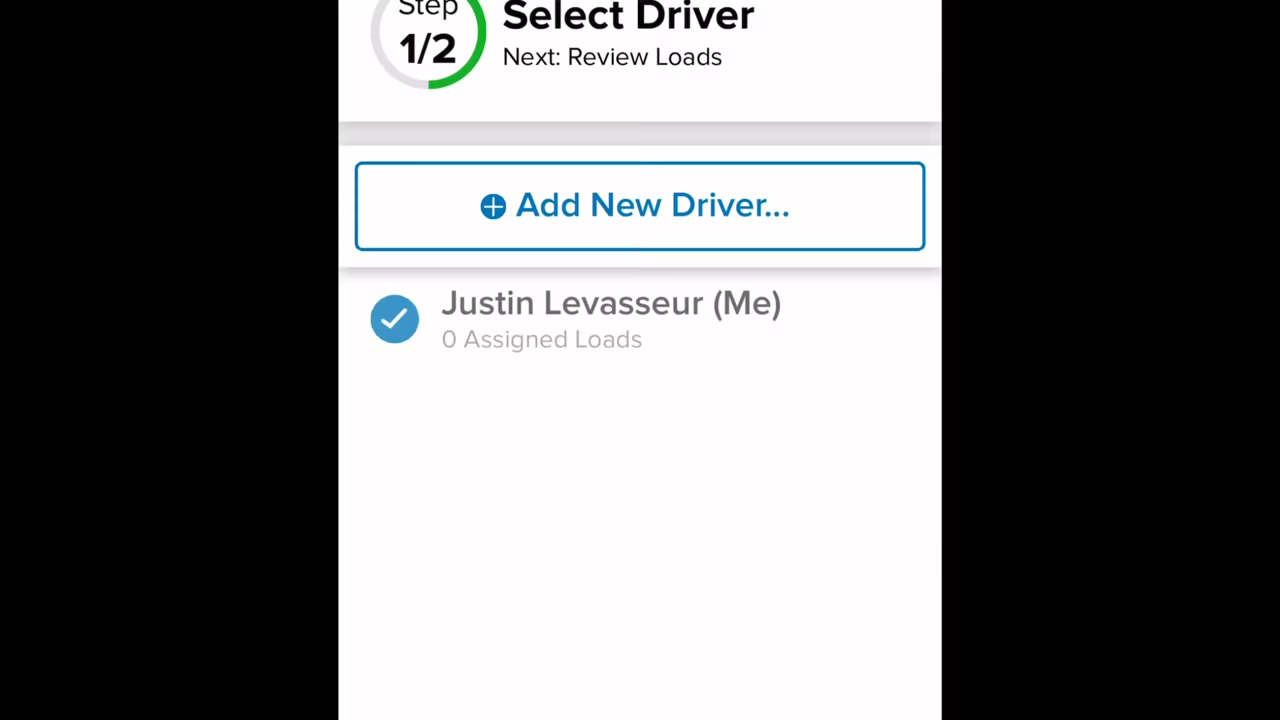 Step
1/2
Select Driver
Next: Review Loads
Add New Driver...
Justin Levasseur (Me)
0 Assigned Loads